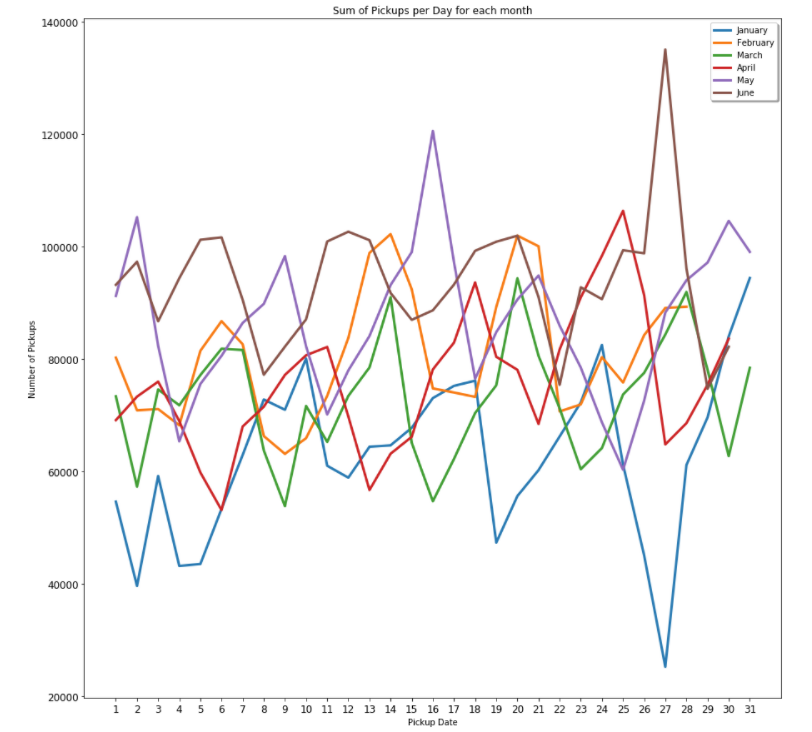 Sum of Pickups per Day for each month
140000
120000
100000
80000
60000
40000
20000
Number of Pickups
January
February
March
April
May
June
1 2 3 4 5 6 7 8 9 10 11 12 13 14 15 16 17 18 19 20 21 22 23 24 25 26 27 28 29 30 31
Pickup Date